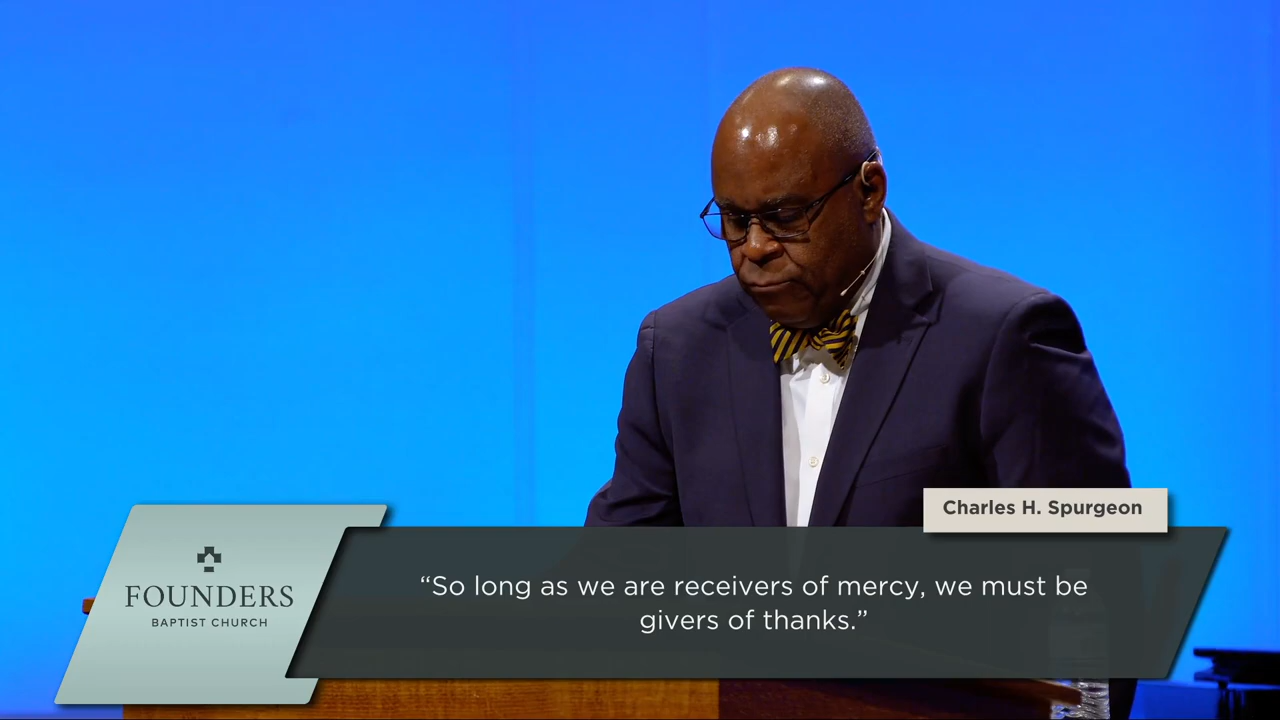 Charles H. Spurgeon
“So long as we are receivers of mercy, we must be
givers of thanks.”
FOUNDERS
BAPTIST CHURCH